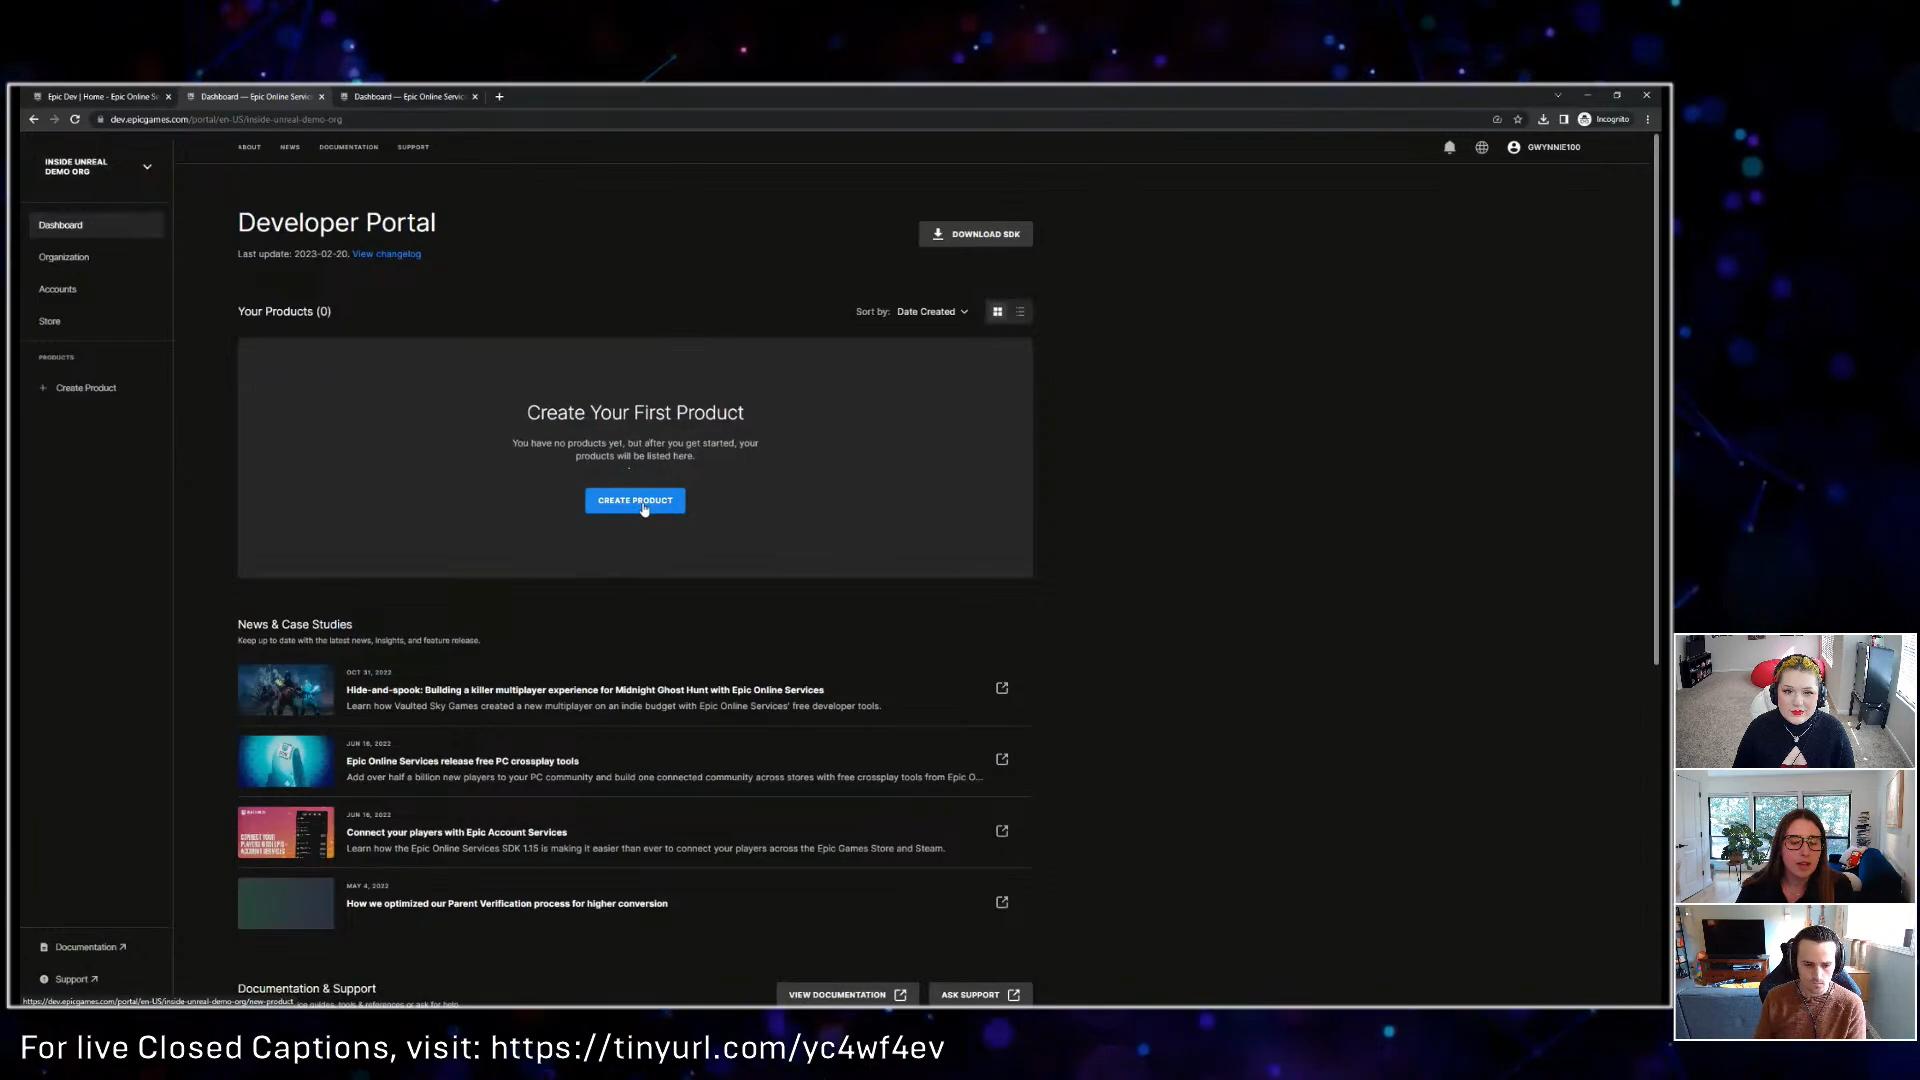 Epic Dev | Home - Epic Online Se
Dashboard — Epic Online Servic
Dashboard — Epic Online Servic
dev.epicgames.com/portal/en-US/inside-unreal-demo-org
Incognito
INSIDE UNREAL
DEMO ORG
ABOUT
NEWS
DOCUMENTATION
SUPPORT
GWYNNIE100
Dashboard
Organization
Accounts
Store
PRODUCTS
+ Create Product
Developer Portal
DOWNLOAD SDK
Last update: 2023-02-20. View changelog
Your Products (0)
Sort by: Date Created
Create Your First Product
You have no products yet, but after you get started, your
products will be listed here.
CREATE PRODUCT
News & Case Studies
Keep up to date with the latest news, insights, and feature release.
OCT 31, 2022
Hide-and-spook: Building a killer multiplayer experience for Midnight Ghost Hunt with Epic Online Services
Learn how Vaulted Sky Games created a new multiplayer on an indie budget with Epic Online Services' free developer tools.
JUN 16, 2022
Epic Online Services release free PC crossplay tools
Add over half a billion new players to your PC community and build one connected community across stores with free crossplay tools from Epic O...
CONNECT YOUR
PLAYERS WITH EPIC
ACCOUNT SERVICES
JUN 16, 2022
Connect your players with Epic Account Services
Learn how the Epic Online Services SDK 1.15 is making it easier than ever to connect your players across the Epic Games Store and Steam.
MAY 4, 2022
How we optimized our Parent Verification process for higher conversion
Documentation
Support
Documentation & Support
VIEW DOCUMENTATION
ASK SUPPORT
https://dev.epicgames.com/portal/en-US/inside-unreal-demo-org/new-product
For live Closed Captions, visit: https://tinyurl.com/yc4wf4ev